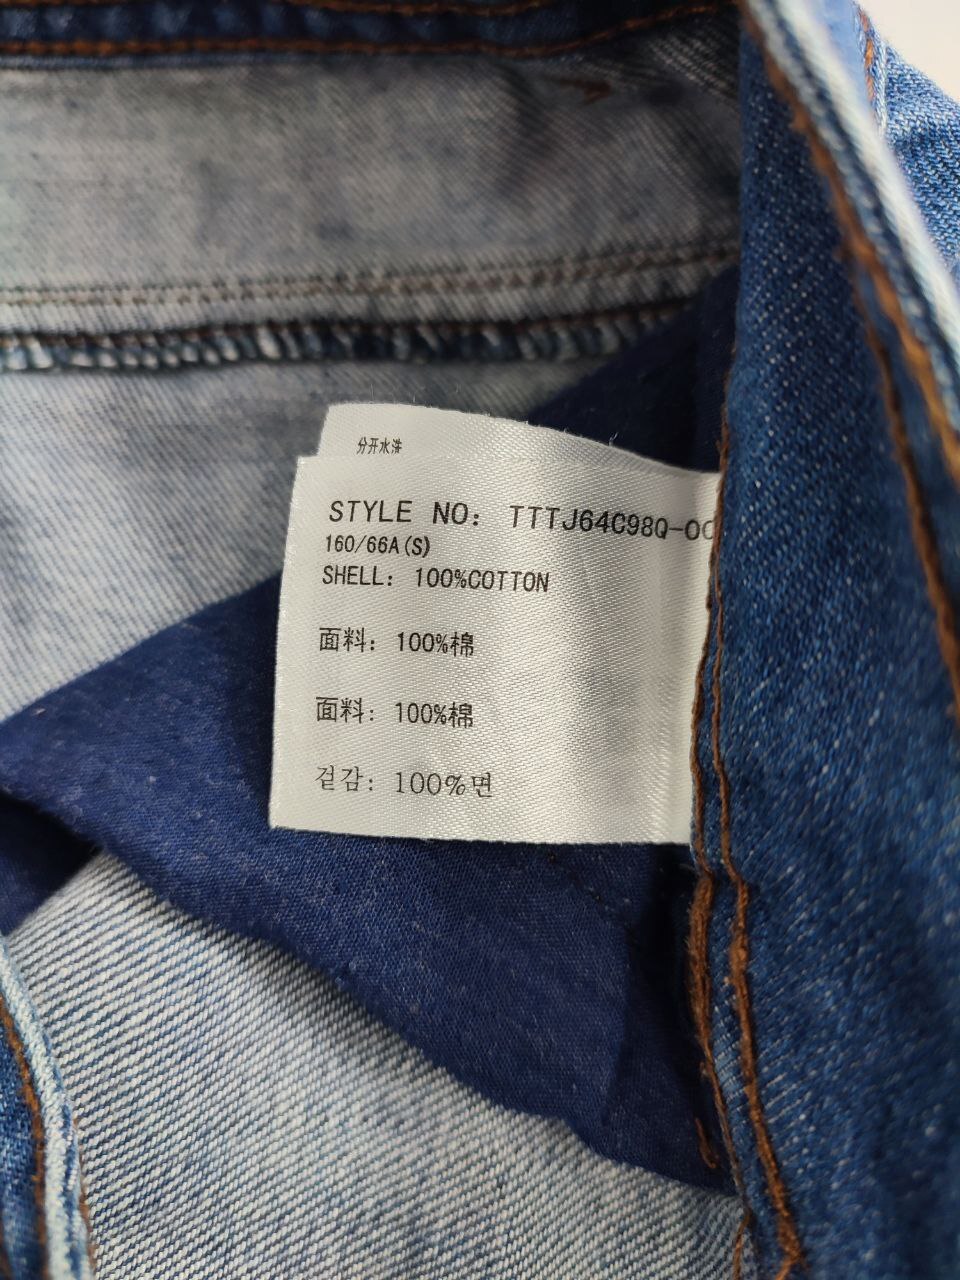 分开水洗
STYLE NO: TTTJ64C98Q-0C
160/66A(S)
SHELL: 100%COTTON
面料: 100%棉
面料: 100%棉
겉감: 100%면